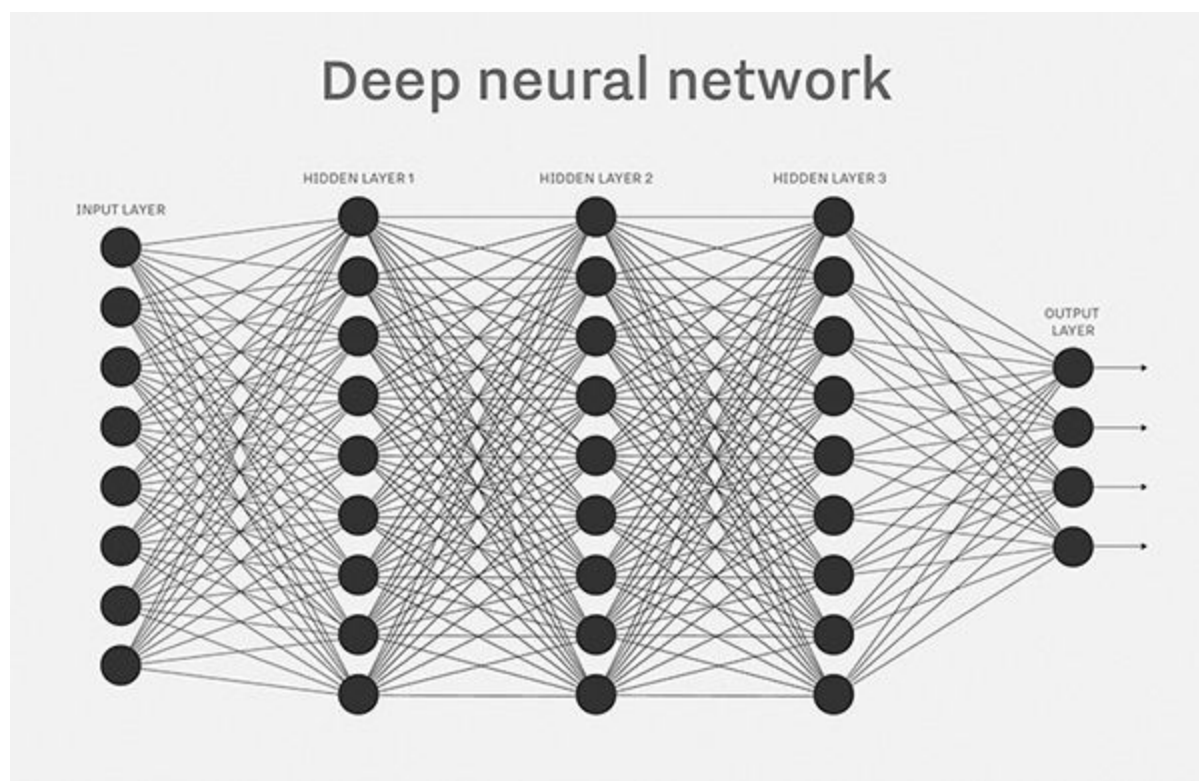 Deep neural network
INPUT LAYER
HIDDEN LAYER 1
HIDDEN LAYER 2
HIDDEN LAYER 3
OUTPUT
LAYER